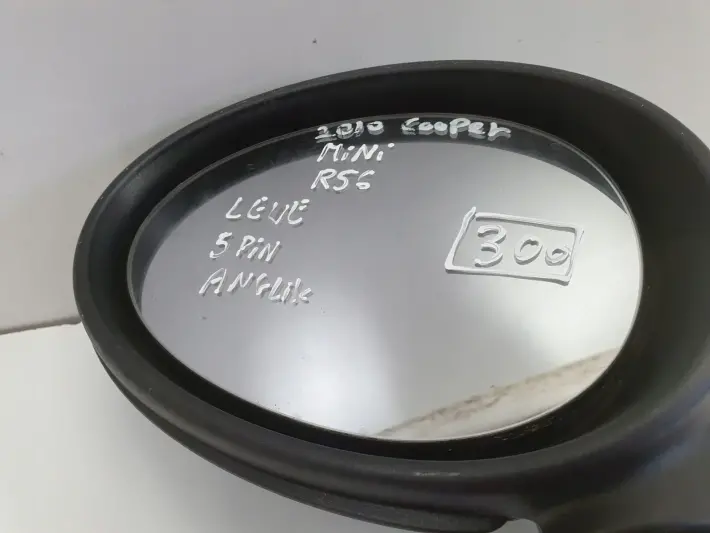 2010 COOPER
MiNi
R56
LEWE
5 PiN
ANGLIK
300